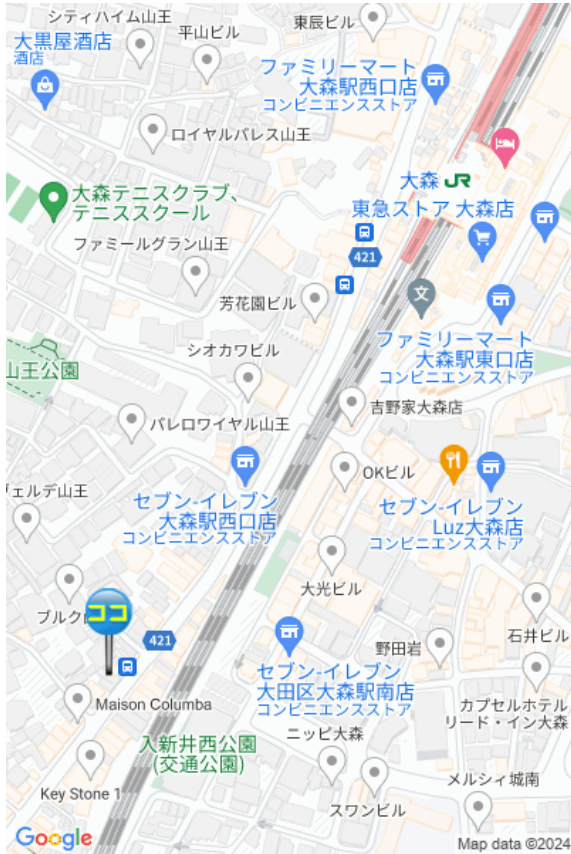 シティハイム山王
東辰ビル
大黒屋酒店
酒店
平山ビル
ファミリーマート
大森駅西口店
コンビニエンスストア
ロイヤルパレス山王
大森 JR
大森テニスクラブ、
テニススクール
東急ストア 大森店
ファミールグラン山王
421
芳花園ビル
文
ファミリーマート
大森駅東口店
コンビニエンスストア
シオカワビル
山王公園
吉野家大森店
パレロワイヤル山王
OKビル
ヴェルデ山王
セブン-イレブン
大森駅西口店
コンビニエンスストア
セブン-イレブン
Luz大森店
コンビニエンスストア
大光ビル
ココ
421
石井ビル
野田岩
セブン-イレブン
大田区大森駅南店
コンビニエンスストア
Maison Columba
カプセルホテル
リード・イン大森
入新井西公園
(交通公園)
ニッピ大森
メルシィ城南
Key Stone 1
スワンビル
Google
Map data ©2024